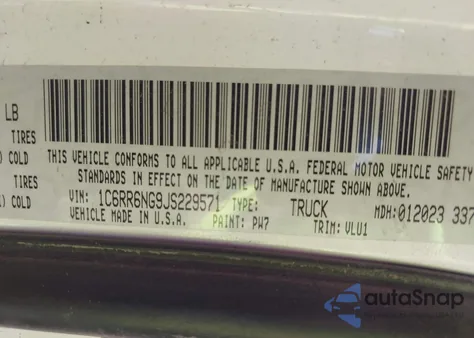 LB
TIRES
) COLD
TIRES
) COLD
THIS VEHICLE CONFORMS TO ALL APPLICABLE U.S.A. FEDERAL MOTOR VEHICLE SAFETY
STANDARDS IN EFFECT ON THE DATE OF MANUFACTURE SHOWN ABOVE.
VIN: 1C6RR6NG9JS229571 TYPE: TRUCK MDH:012023 337
VEHICLE MADE IN U.S.A. PAINT: PW7 TRIM: VLU1
autoSnap